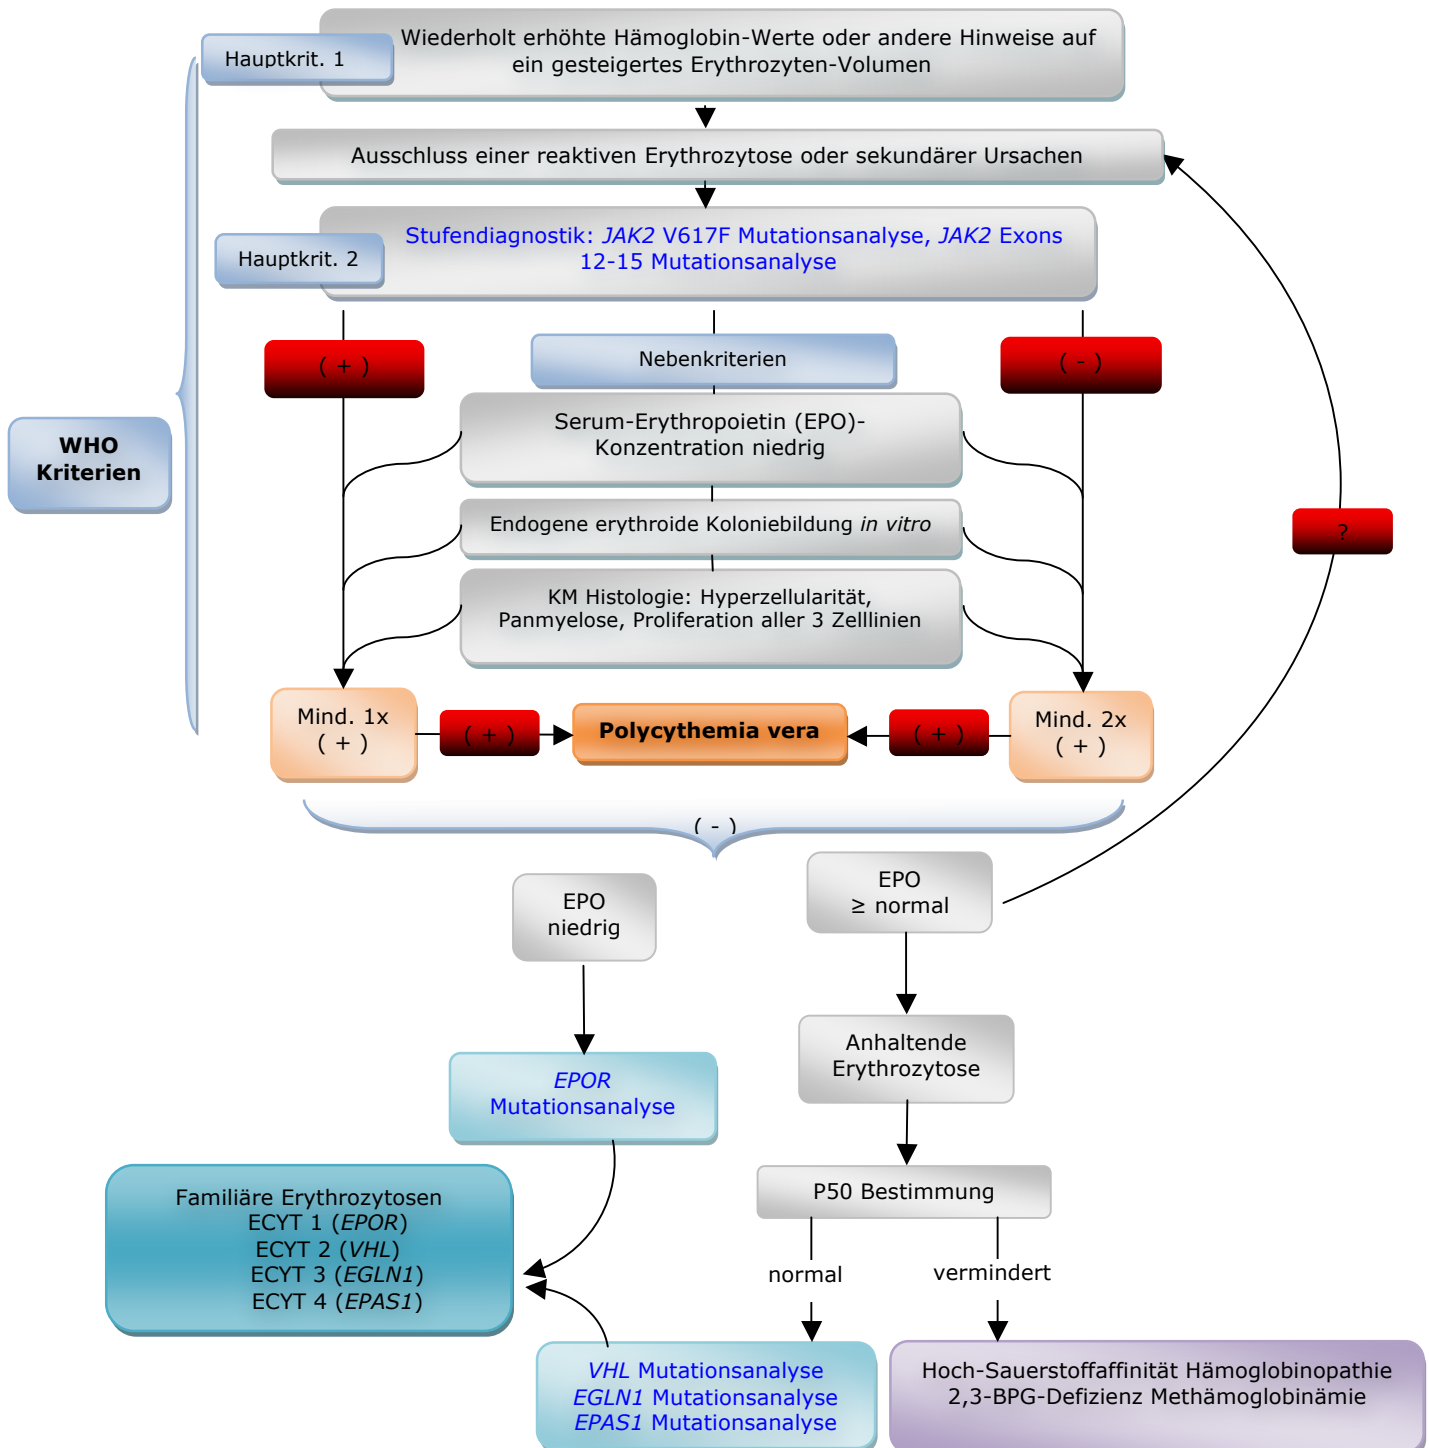 Hauptkrit. 1
Wiederholt erhöhte Hämoglobin-Werte oder andere Hinweise auf
ein gesteigertes Erythrozyten-Volumen
Ausschluss einer reaktiven Erythrozytose oder sekundärer Ursachen
Hauptkrit. 2
Stufendiagnostik: JAK2 V617F Mutationsanalyse, JAK2 Exons
12-15 Mutationsanalyse
( + )
Nebenkriterien
( - )
WHO
Kriterien
Serum-Erythropoietin (EPO)-
Konzentration niedrig
Endogene erythroide Koloniebildung in vitro
?
KM Histologie: Hyperzellularität,
Panmyelose, Proliferation aller 3 Zelllinien
Mind. 1x
( + )
( + )
Polycythemia vera
( + )
Mind. 2x
( + )
( - )
EPO
niedrig
EPO
≥ normal
Anhaltende
Erythrozytose
EPOR
Mutationsanalyse
P50 Bestimmung
Familiäre Erythrozytosen
ECYT 1 (EPOR)
ECYT 2 (VHL)
ECYT 3 (EGLN1)
ECYT 4 (EPAS1)
normal
vermindert
VHL Mutationsanalyse
EGLN1 Mutationsanalyse
EPAS1 Mutationsanalyse
Hoch-Sauerstoffaffinität Hämoglobinopathie
2,3-BPG-Defizienz Methämoglobinämie